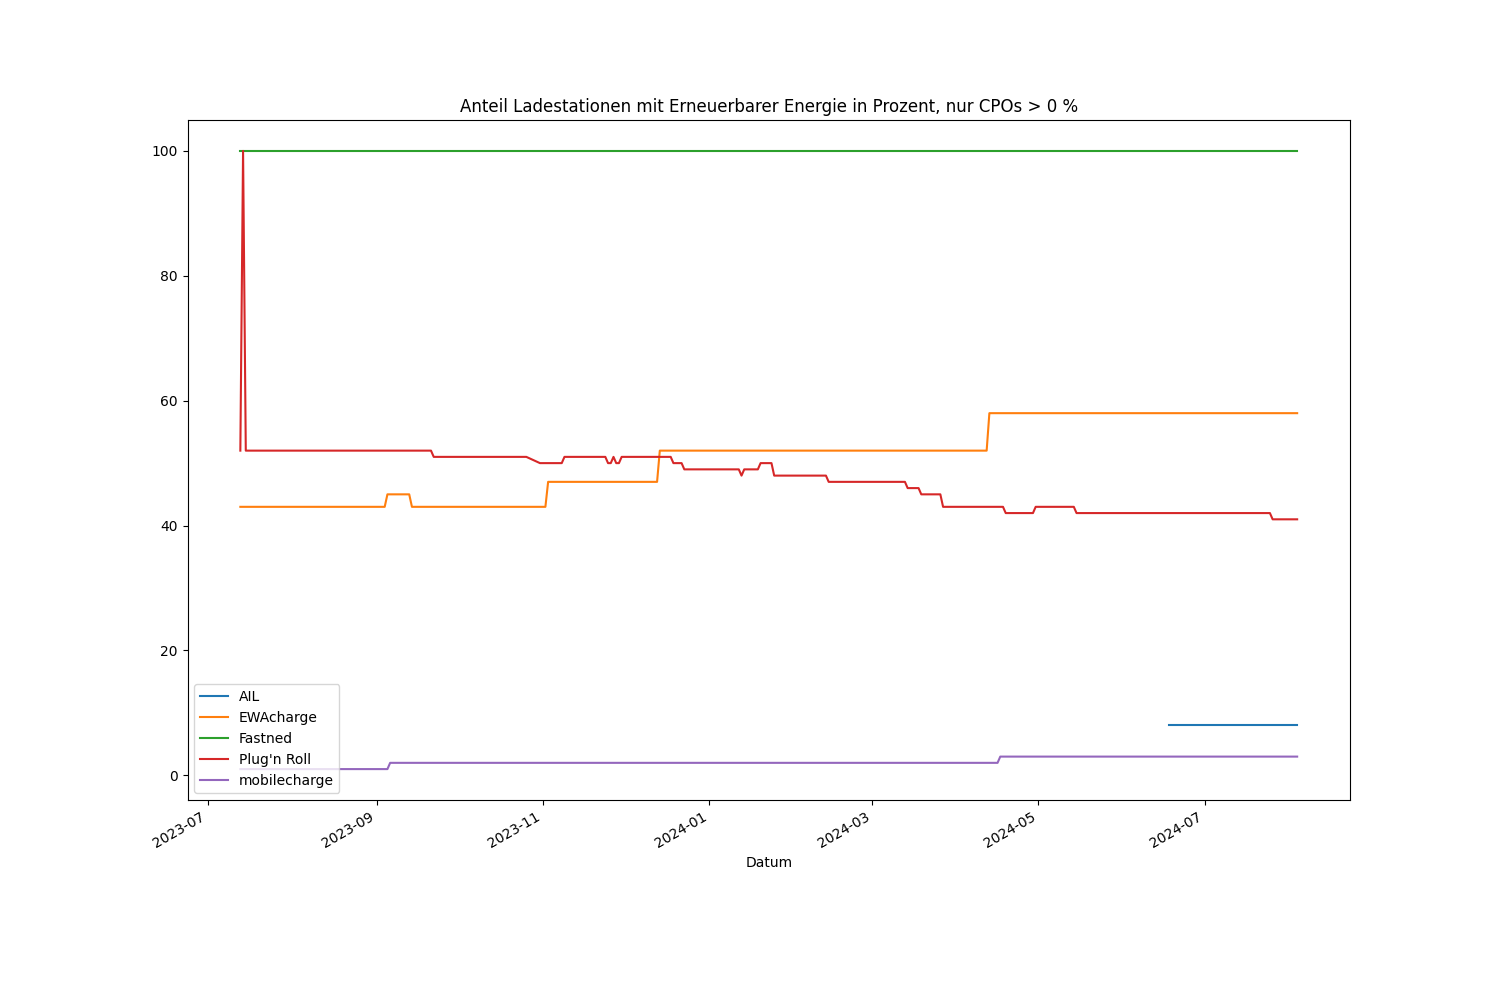 Anteil Ladestationen mit Erneuerbarer Energie in Prozent, nur CPOs > 0 %
100
80
60
40
20
0
AIL
EWAcharge
Fastned
Plug'n Roll
mobilecharge
2023-07
2023-09
2023-11
2024-01
2024-03
2024-05
2024-07
Datum